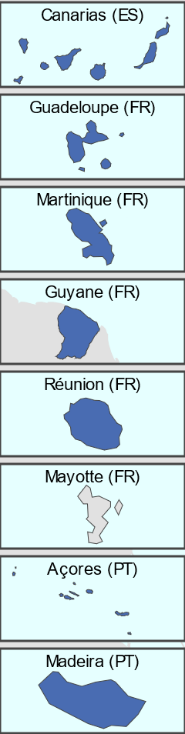 Canarias (ES)
Guadeloupe (FR)
Martinique (FR)
Guyane (FR)
Réunion (FR)
Mayotte (FR)
Açores (PT)
Madeira (PT)